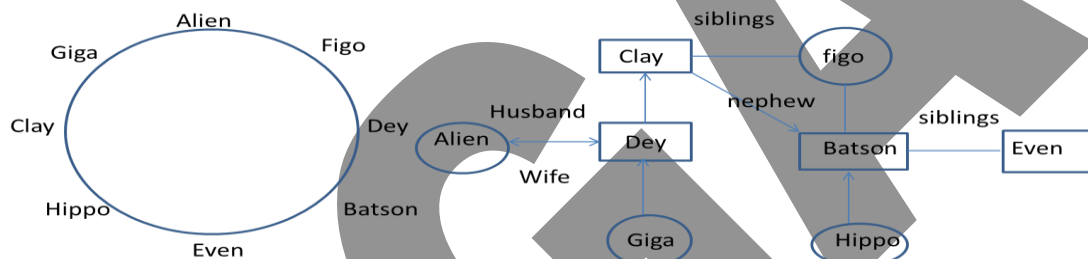 Alien
Giga
Figo
Clay
Dey
Hippo
Batson
Even
siblings
Clay
figo
nephew
Husband
siblings
Alien
Dey
Batson
Even
Wife
Giga
Hippo